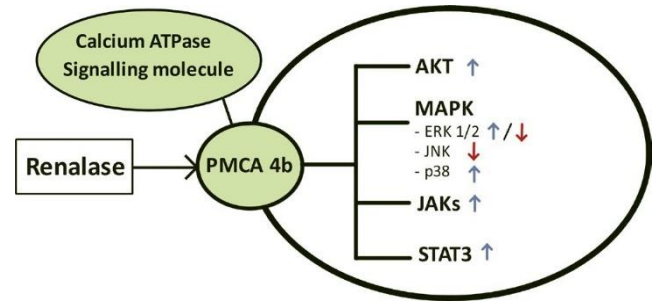 Calcium ATPase
Signalling molecule
Renalase
PMCA 4b
AKT ↑
MAPK
- ERK 1/2 ↑/↓
- JNK ↓
- p38 ↑
JAKs ↑
STAT3 ↑